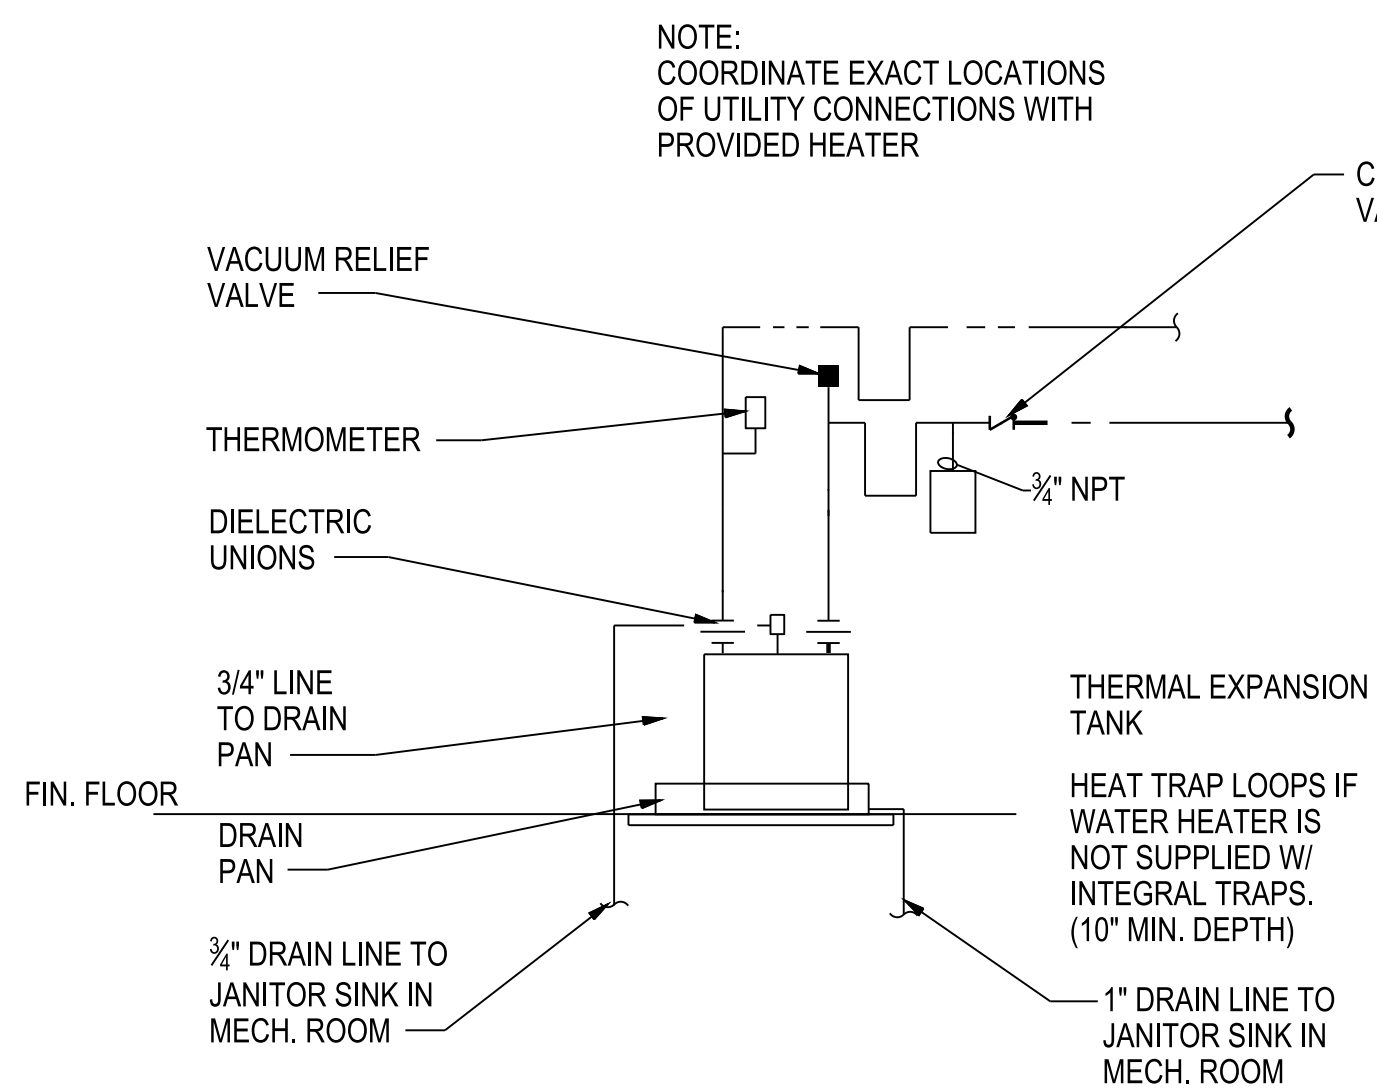 NOTE:
COORDINATE EXACT LOCATIONS
OF UTILITY CONNECTIONS WITH
PROVIDED HEATER
VACUUM RELIEF
VALVE
THERMOMETER
¾" NPT
DIELECTRIC
UNIONS
3/4" LINE
TO DRAIN
PAN
THERMAL EXPANSION
TANK
FIN. FLOOR
HEAT TRAP LOOPS IF
WATER HEATER IS
NOT SUPPLIED W/
INTEGRAL TRAPS.
(10" MIN. DEPTH)
DRAIN
PAN
¾" DRAIN LINE TO
JANITOR SINK IN
MECH. ROOM
1" DRAIN LINE TO
JANITOR SINK IN
MECH. ROOM